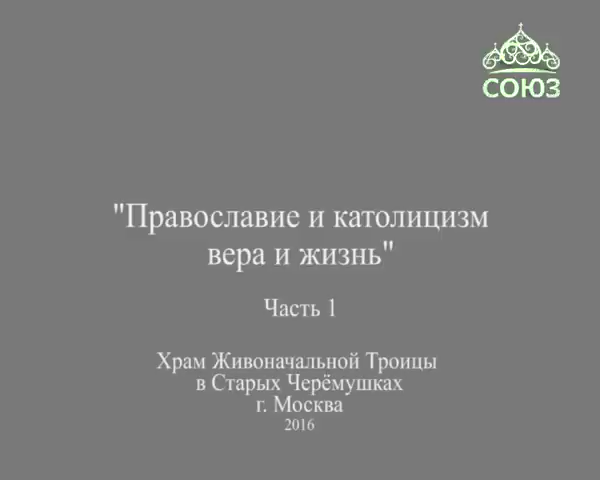 СОЮЗ
"Православие и католицизм
вера и жизнь"
Часть 1
Храм Живоначальной Троицы
в Старых Черёмушках
г. Москва
2016